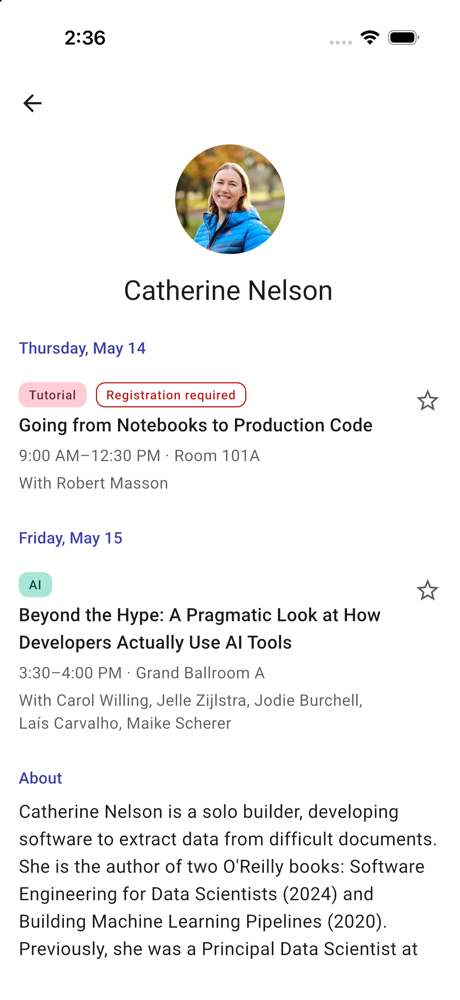 2:36
Catherine Nelson
Thursday, May 14
Tutorial Registration required
Going from Notebooks to Production Code
9:00 AM–12:30 PM · Room 101A
With Robert Masson
Friday, May 15
AI
Beyond the Hype: A Pragmatic Look at How
Developers Actually Use AI Tools
3:30–4:00 PM · Grand Ballroom A
With Carol Willing, Jelle Zijlstra, Jodie Burchell,
Laís Carvalho, Maike Scherer
About
Catherine Nelson is a solo builder, developing
software to extract data from difficult documents.
She is the author of two O'Reilly books: Software
Engineering for Data Scientists (2024) and
Building Machine Learning Pipelines (2020).
Previously, she was a Principal Data Scientist at